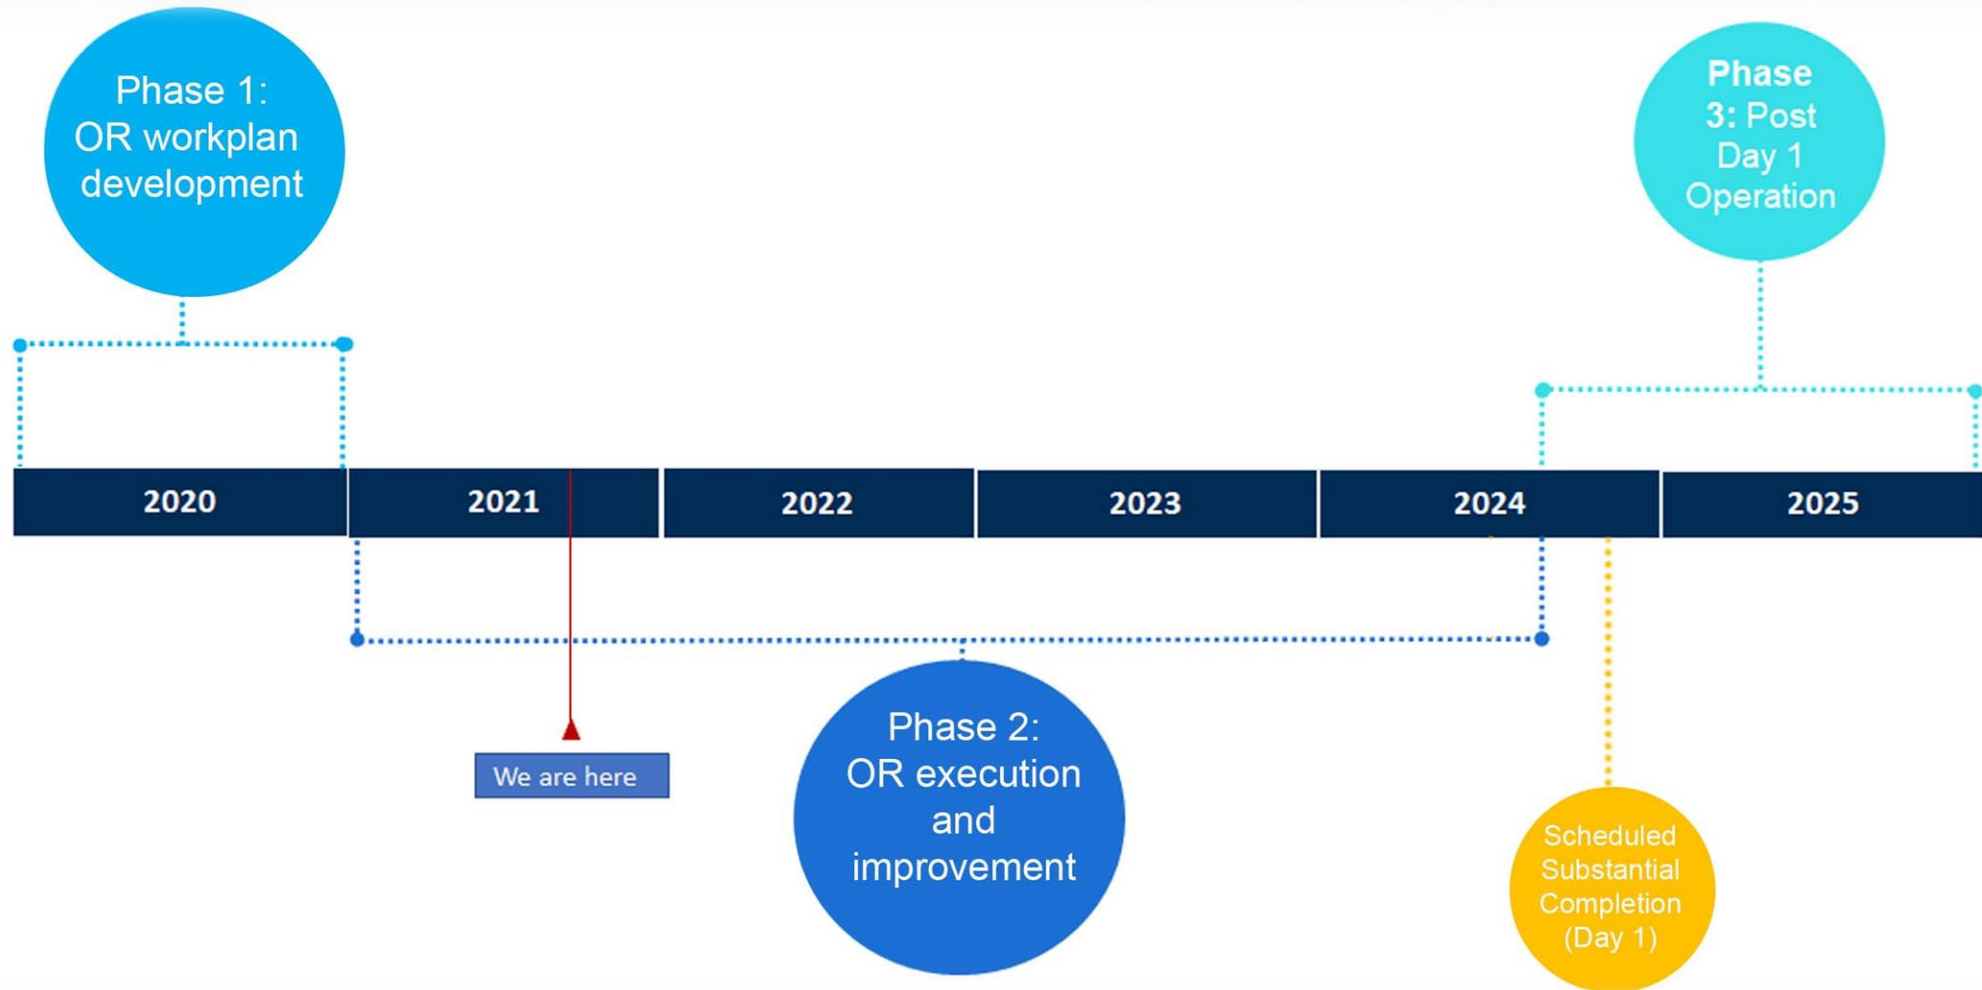 Phase 1:
OR workplan
development
Phase
3: Post
Day 1
Operation
2020
2021
2022
2023
2024
2025
We are here
Phase 2:
OR execution
and
improvement
Scheduled
Substantial
Completion
(Day 1)